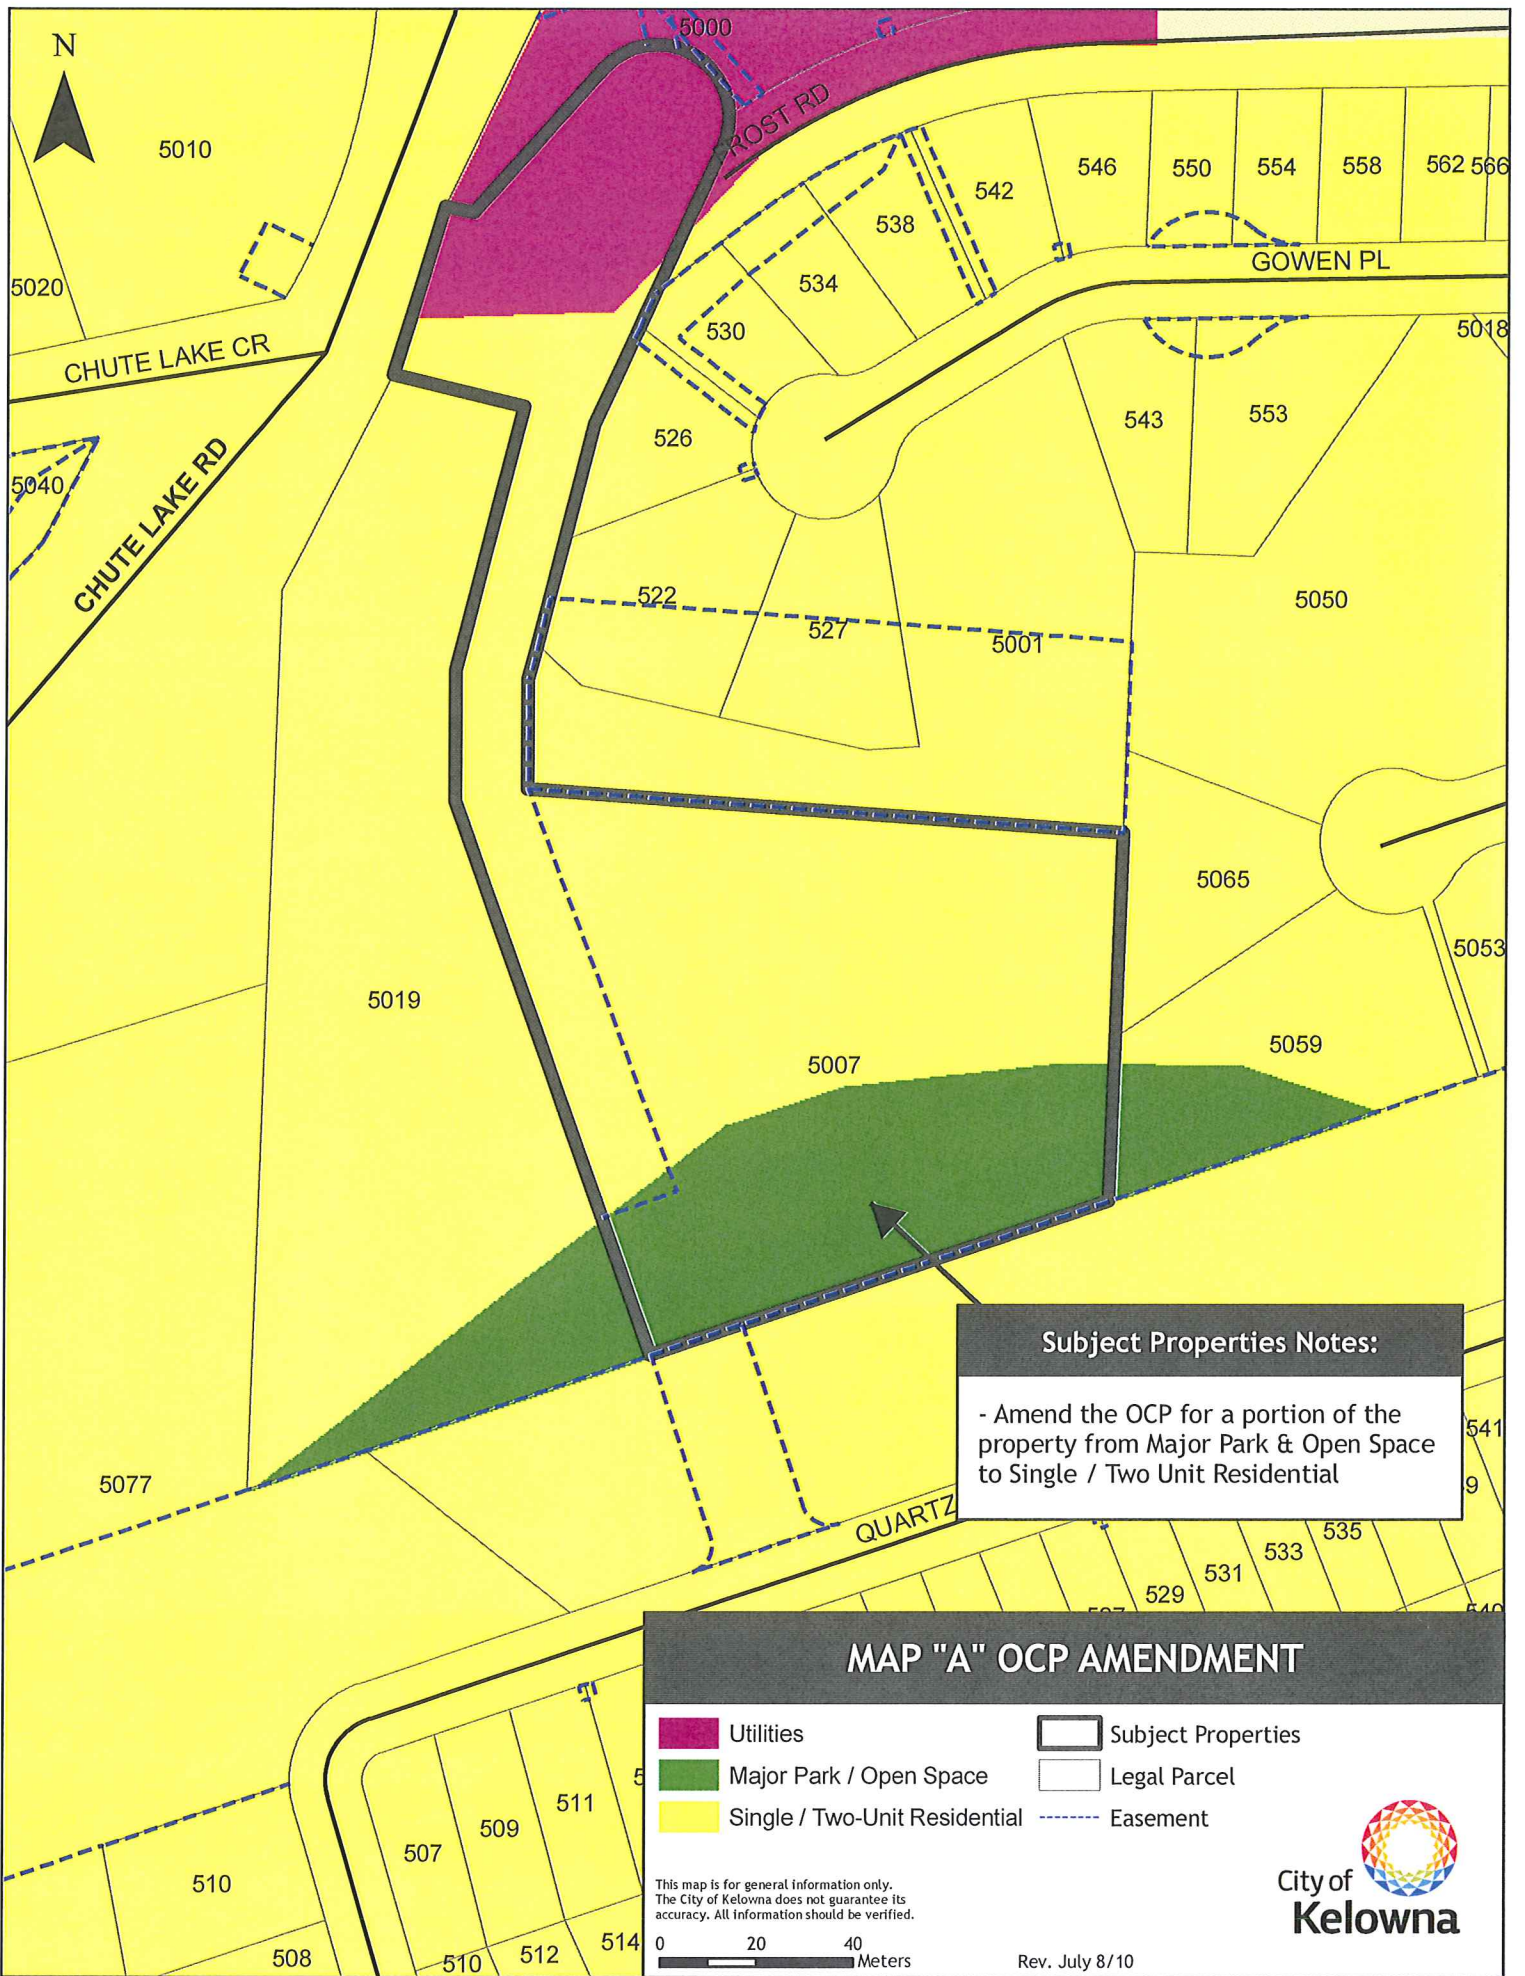 N
5000
5010
FROST RD
546
550
554
558
562
566
542
538
534
530
GOWEN PL
5020
5018
CHUTE LAKE CR
543
553
526
5040
CHUTE LAKE RD
522
527
5001
5050
5065
5053
5019
5059
5007
Subject Properties Notes:
- Amend the OCP for a portion of the
property from Major Park & Open Space
to Single / Two Unit Residential
541
5077
QUARTZ
535
533
531
529
MAP "A" OCP AMENDMENT
Utilities
Subject Properties
Major Park / Open Space
Legal Parcel
Single / Two-Unit Residential
Easement
511
509
507
510
508
510
512
514
This map is for general information only.
The City of Kelowna does not guarantee its
accuracy. All information should be verified.
0 20 40
Meters
Rev. July 8/10
City of
Kelowna